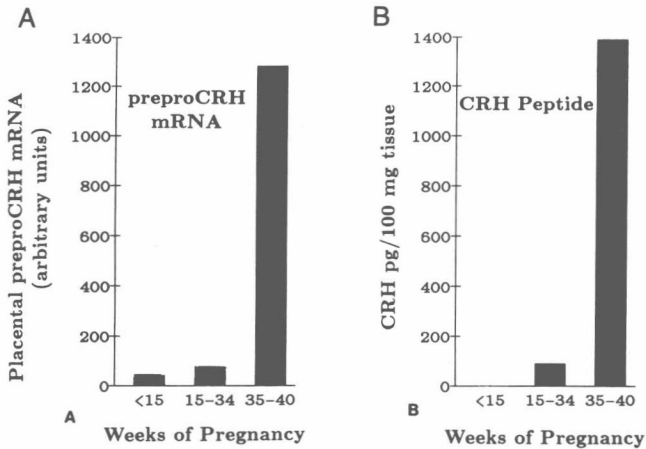 A
Placental preproCRH mRNA
(arbitrary units)
1400
1200
1000
800
600
400
200
0
preproCRH
mRNA
<15 15-34 35-40
A
Weeks of Pregnancy
B
CRH pg/100 mg tissue
1400
1200
1000
800
600
400
200
0
CRH Peptide
<15 15-34 35-40
B
Weeks of Pregnancy